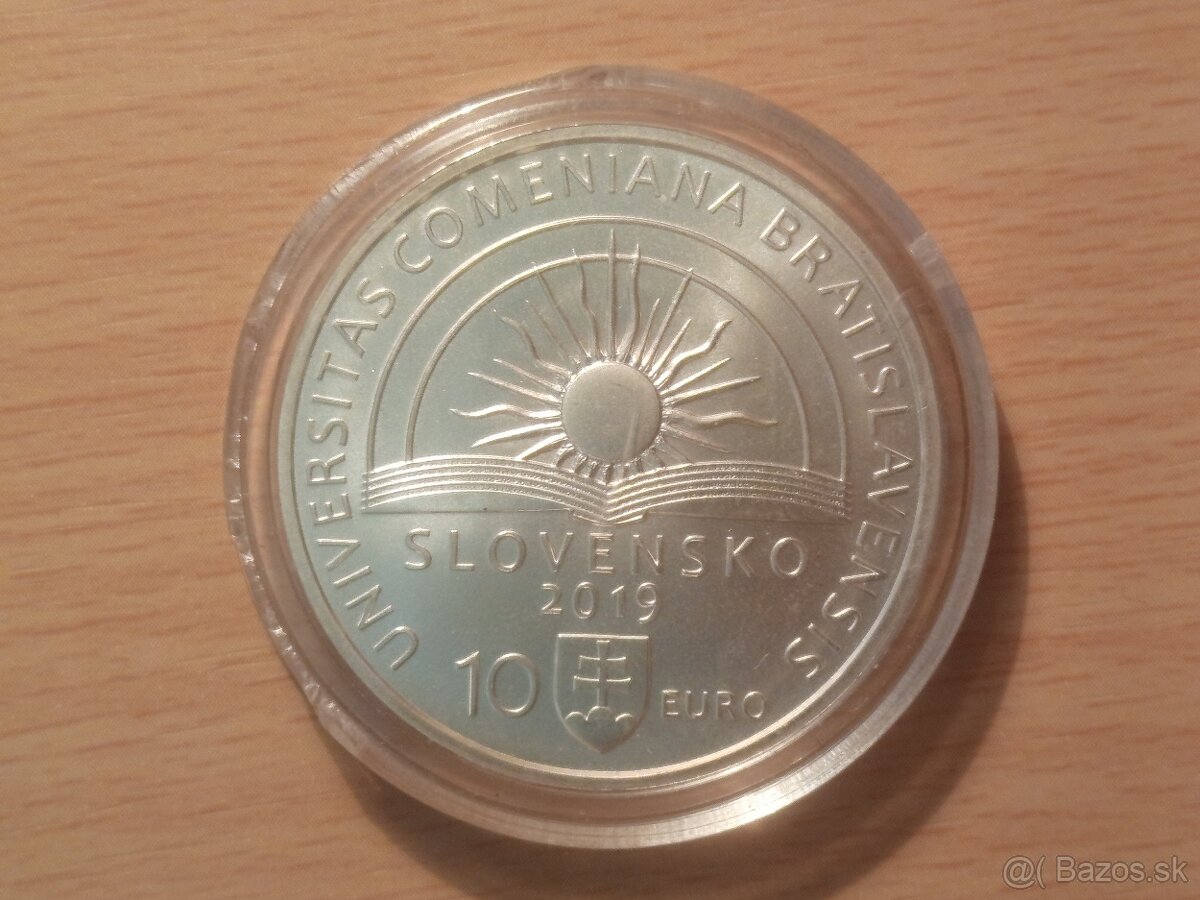 UNIVERSITAS COMENIANA BRATISLAVENSIS
SLOVENSKO
2019
10 EURO
@( Bazos.sk